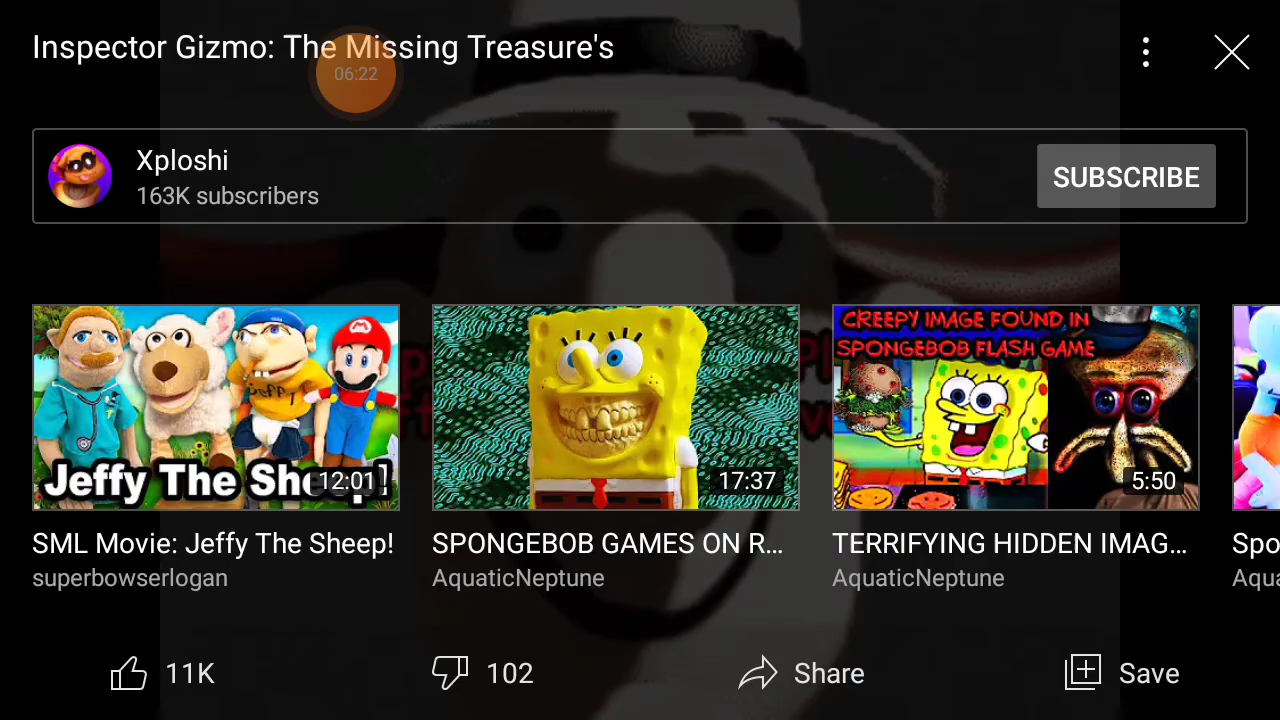 Inspector Gizmo: The Missing Treasure's
06:22
Xploshi
163K subscribers
SUBSCRIBE
CREEPY IMAGE FOUND IN
SPONGEBOB FLASH GAME
Jeffy
Jeffy The She
12:01
17:37
5:50
SML Movie: Jeffy The Sheep!
SPONGEBOB GAMES ON R...
TERRIFYING HIDDEN IMAG...
Spo
superbowserlogan
AquaticNeptune
AquaticNeptune
Aqua
11K
102
Share
Save